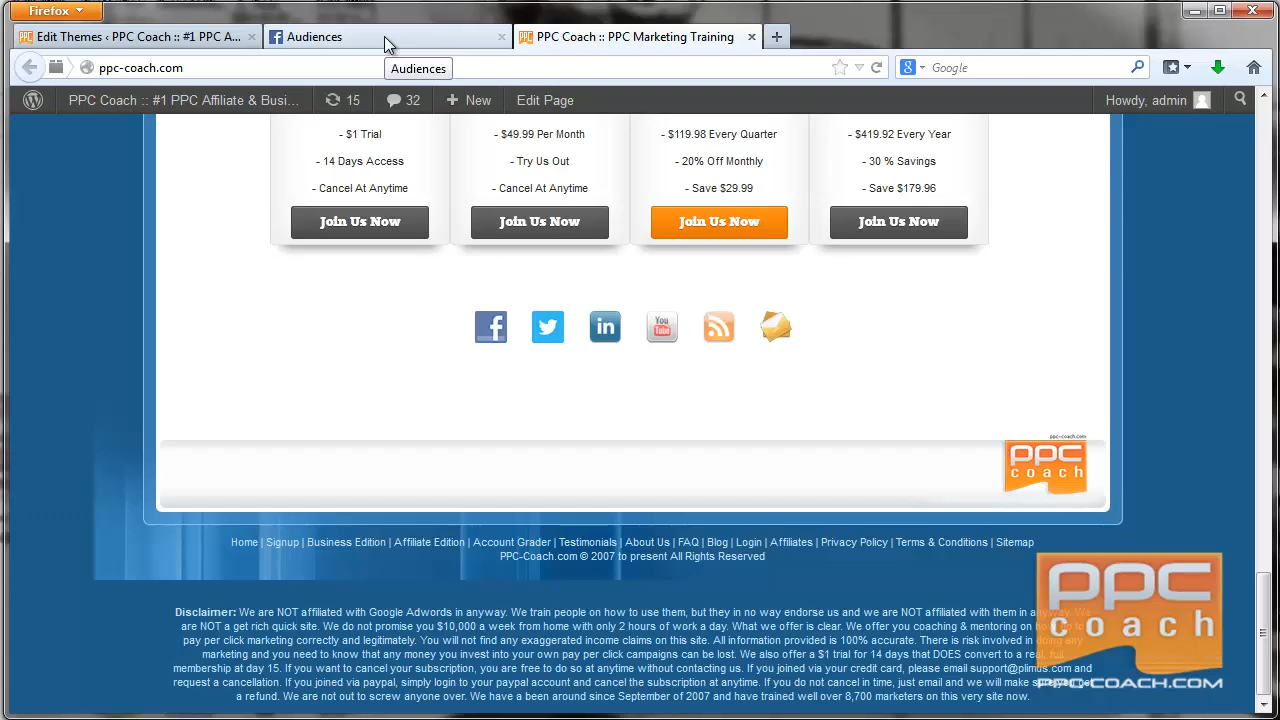 Firefox
Edit Themes ‹ PPC Coach :: #1 PPC A...
Audiences
PPC Coach :: PPC Marketing Training
ppc-coach.com
Audiences
Google
PPC Coach :: #1 PPC Affiliate & Busi...
15
32
New
Edit Page
Howdy, admin
- $1 Trial
- $49.99 Per Month
- $119.98 Every Quarter
- $419.92 Every Year
- 14 Days Access
- Try Us Out
- 20% Off Monthly
- 30 % Savings
- Cancel At Anytime
- Cancel At Anytime
- Save $29.99
- Save $179.96
Join Us Now
Join Us Now
Join Us Now
Join Us Now
You Tube
ppc-coach.com
ppc
coach
Home | Signup | Business Edition | Affiliate Edition | Account Grader | Testimonials | About Us | FAQ | Blog | Login | Affiliates | Privacy Policy | Terms & Conditions | Sitemap
PPC-Coach.com © 2007 to present All Rights Reserved
Disclaimer: We are NOT affiliated with Google Adwords in anyway. We train people on how to use them, but they in no way endorse us and we are NOT affiliated with them in anyway. We
are NOT a get rich quick site. We do not promise you $10,000 a week from home with only 2 hours of work a day. What we offer is clear. We offer you coaching & mentoring on how to
pay per click marketing correctly and legitimately. You will not find any exaggerated income claims on this site. All information provided is 100% accurate. There is risk involved in doing any
marketing and you need to know that any money you invest into your own pay per click campaigns can be lost. We also offer a $1 trial for 14 days that DOES convert to a real, full
membership at day 15. If you want to cancel your subscription, you are free to do so at anytime without contacting us. If you joined via your credit card, please email support@plimus.com and
request a cancellation. If you joined via paypal, simply login to your paypal account and cancel the subscription at anytime. If you do not cancel in time, just email and we will make
a refund. We are not out to screw anyone over. We have a been around since September of 2007 and have trained well over 8,700 marketers on this very site now.
ppc
coach
PPC-COACH.COM